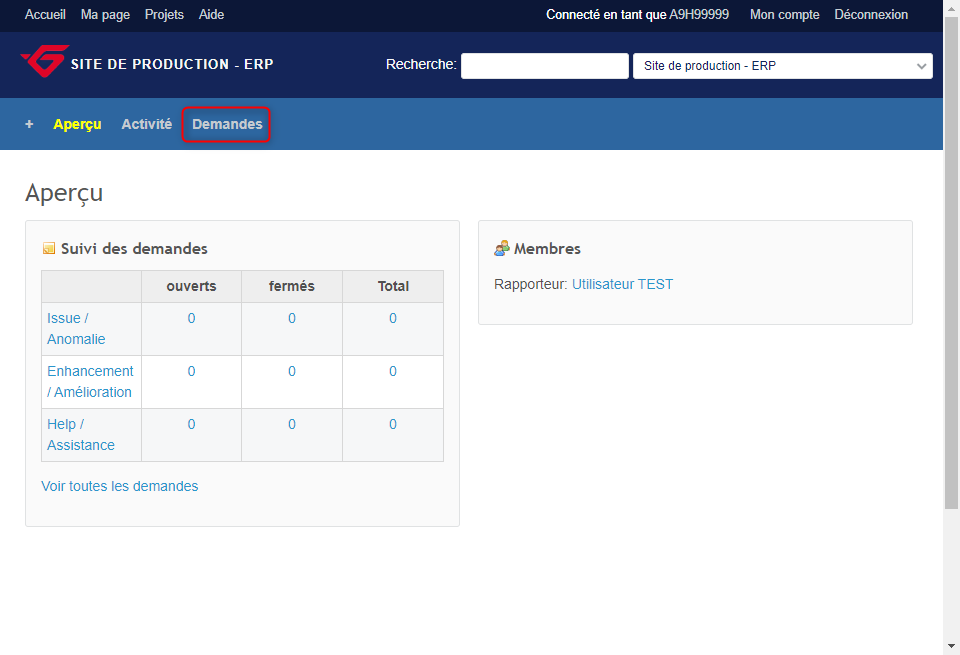 Accueil Ma page Projets Aide Connecté en tant que A9H99999 Mon compte Déconnexion
SITE DE PRODUCTION - ERP Recherche: Site de production - ERP
+ Aperçu Activité Demandes
Aperçu
Suivi des demandes
ouverts fermés Total
Issue / Anomalie 0 0 0
Enhancement / Amélioration 0 0 0
Help / Assistance 0 0 0
Voir toutes les demandes
Membres
Rapporteur: Utilisateur TEST